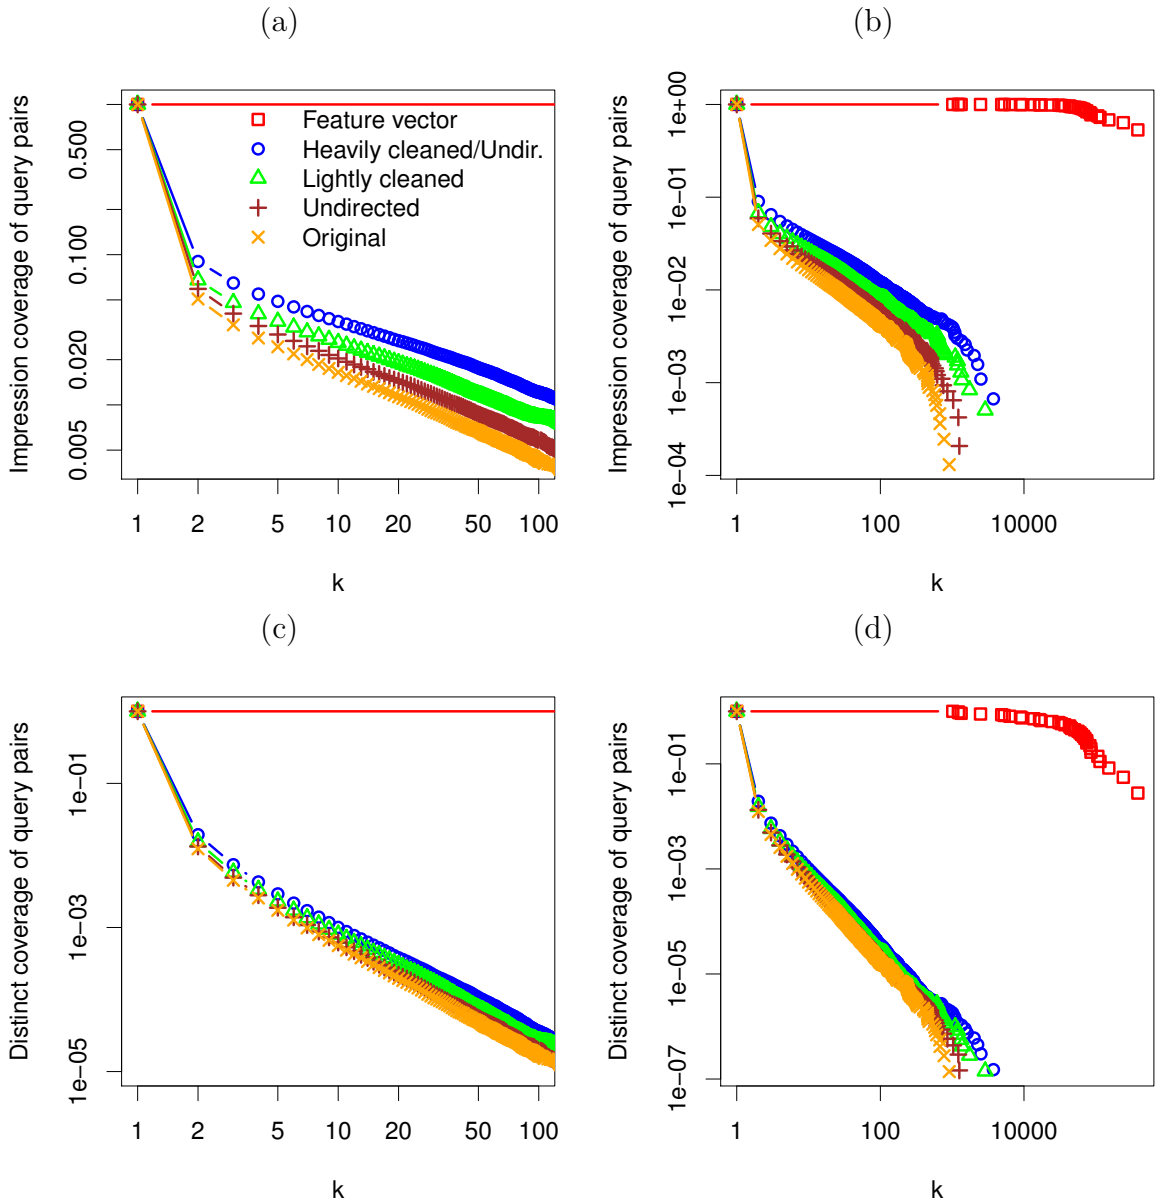 (a)
Impression coverage of query pairs
0.500
0.100
0.020
0.005
Feature vector
Heavily cleaned/Undir.
Lightly cleaned
Undirected
Original
1 2 5 10 20 50 100
k
(b)
Impression coverage of query pairs
1e+00
1e−01
1e−02
1e−03
1e−04
1 100 10000
k
(c)
Distinct coverage of query pairs
1e−01
1e−03
1e−05
1 2 5 10 20 50 100
k
(d)
Distinct coverage of query pairs
1e−01
1e−03
1e−05
1e−07
1 100 10000
k